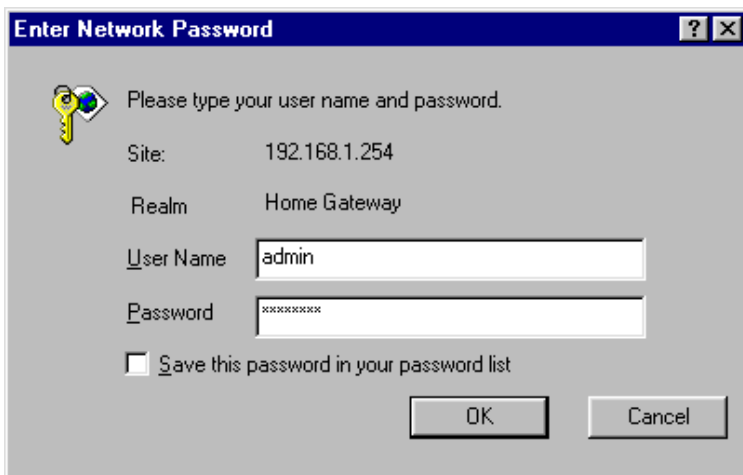 Enter Network Password
Please type your user name and password.
Site: 192.168.1.254
Realm Home Gateway
User Name admin
Password ********
Save this password in your password list
OK Cancel